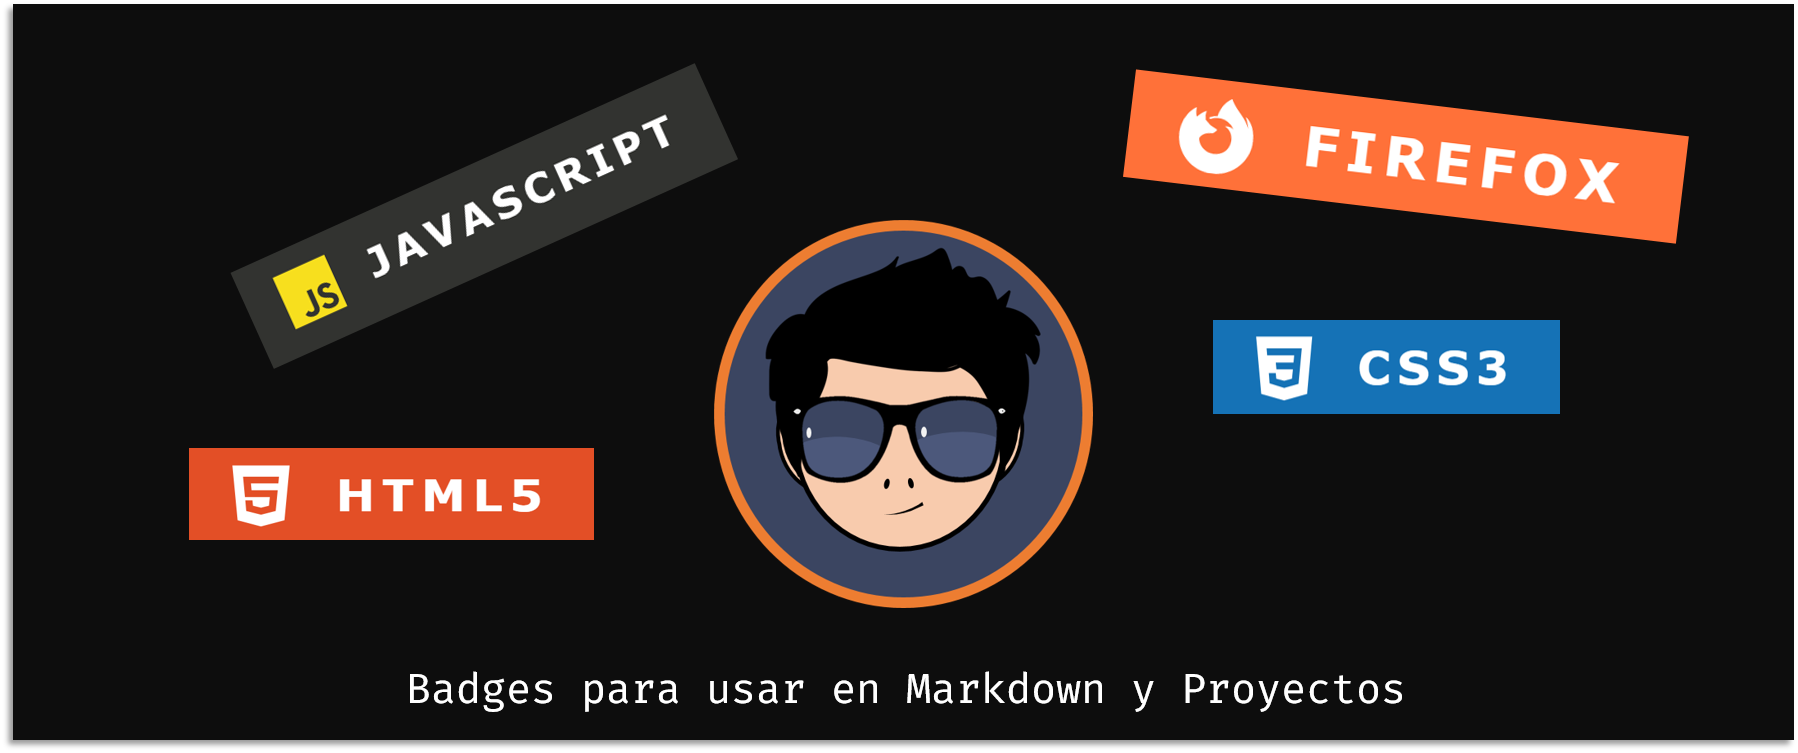 JAVASCRIPT
JS
FIREFOX
CSS3
HTML5
Badges para usar en Markdown y Proyectos